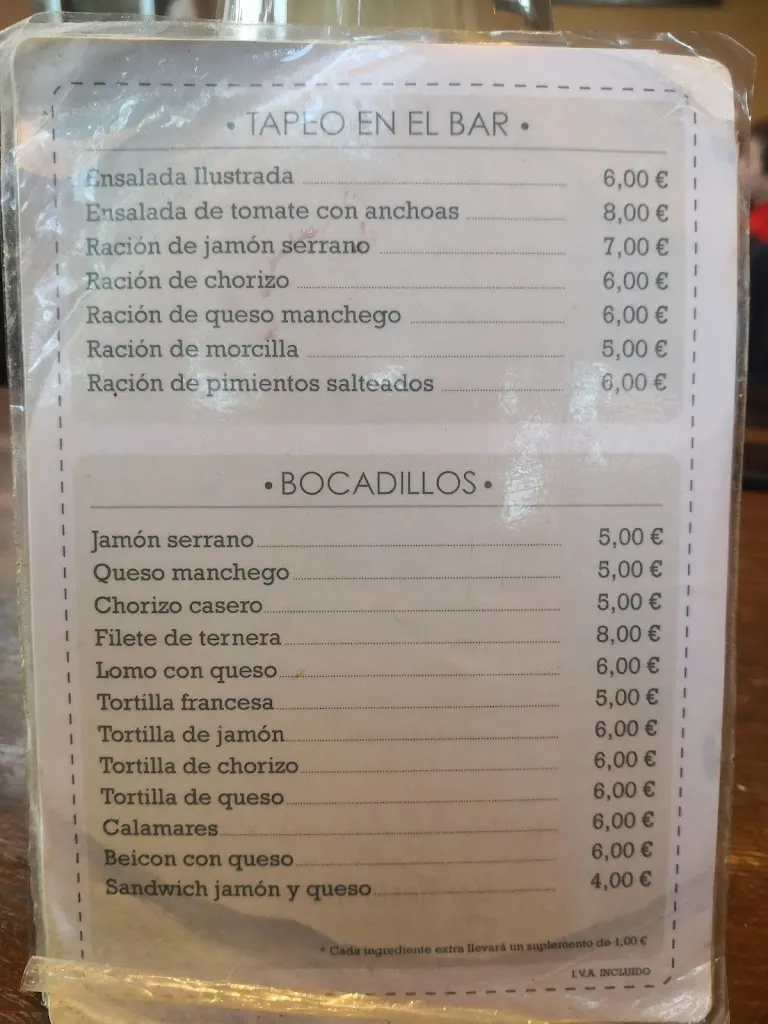 • TAPEO EN EL BAR •
Ensalada Ilustrada 6,00 €
Ensalada de tomate con anchoas 8,00 €
Ración de jamón serrano 7,00 €
Ración de chorizo 6,00 €
Ración de queso manchego 6,00 €
Ración de morcilla 5,00 €
Ración de pimientos salteados 6,00 €
• BOCADILLOS •
Jamón serrano 5,00 €
Queso manchego 5,00 €
Chorizo casero 5,00 €
Filete de ternera 8,00 €
Lomo con queso 6,00 €
Tortilla francesa 5,00 €
Tortilla de jamón 6,00 €
Tortilla de chorizo 6,00 €
Tortilla de queso 6,00 €
Calamares 6,00 €
Beicon con queso 6,00 €
Sandwich jamón y queso 4,00 €
* Cada ingrediente extra llevará un suplemento de 1,00 €
I.V.A. INCLUIDO